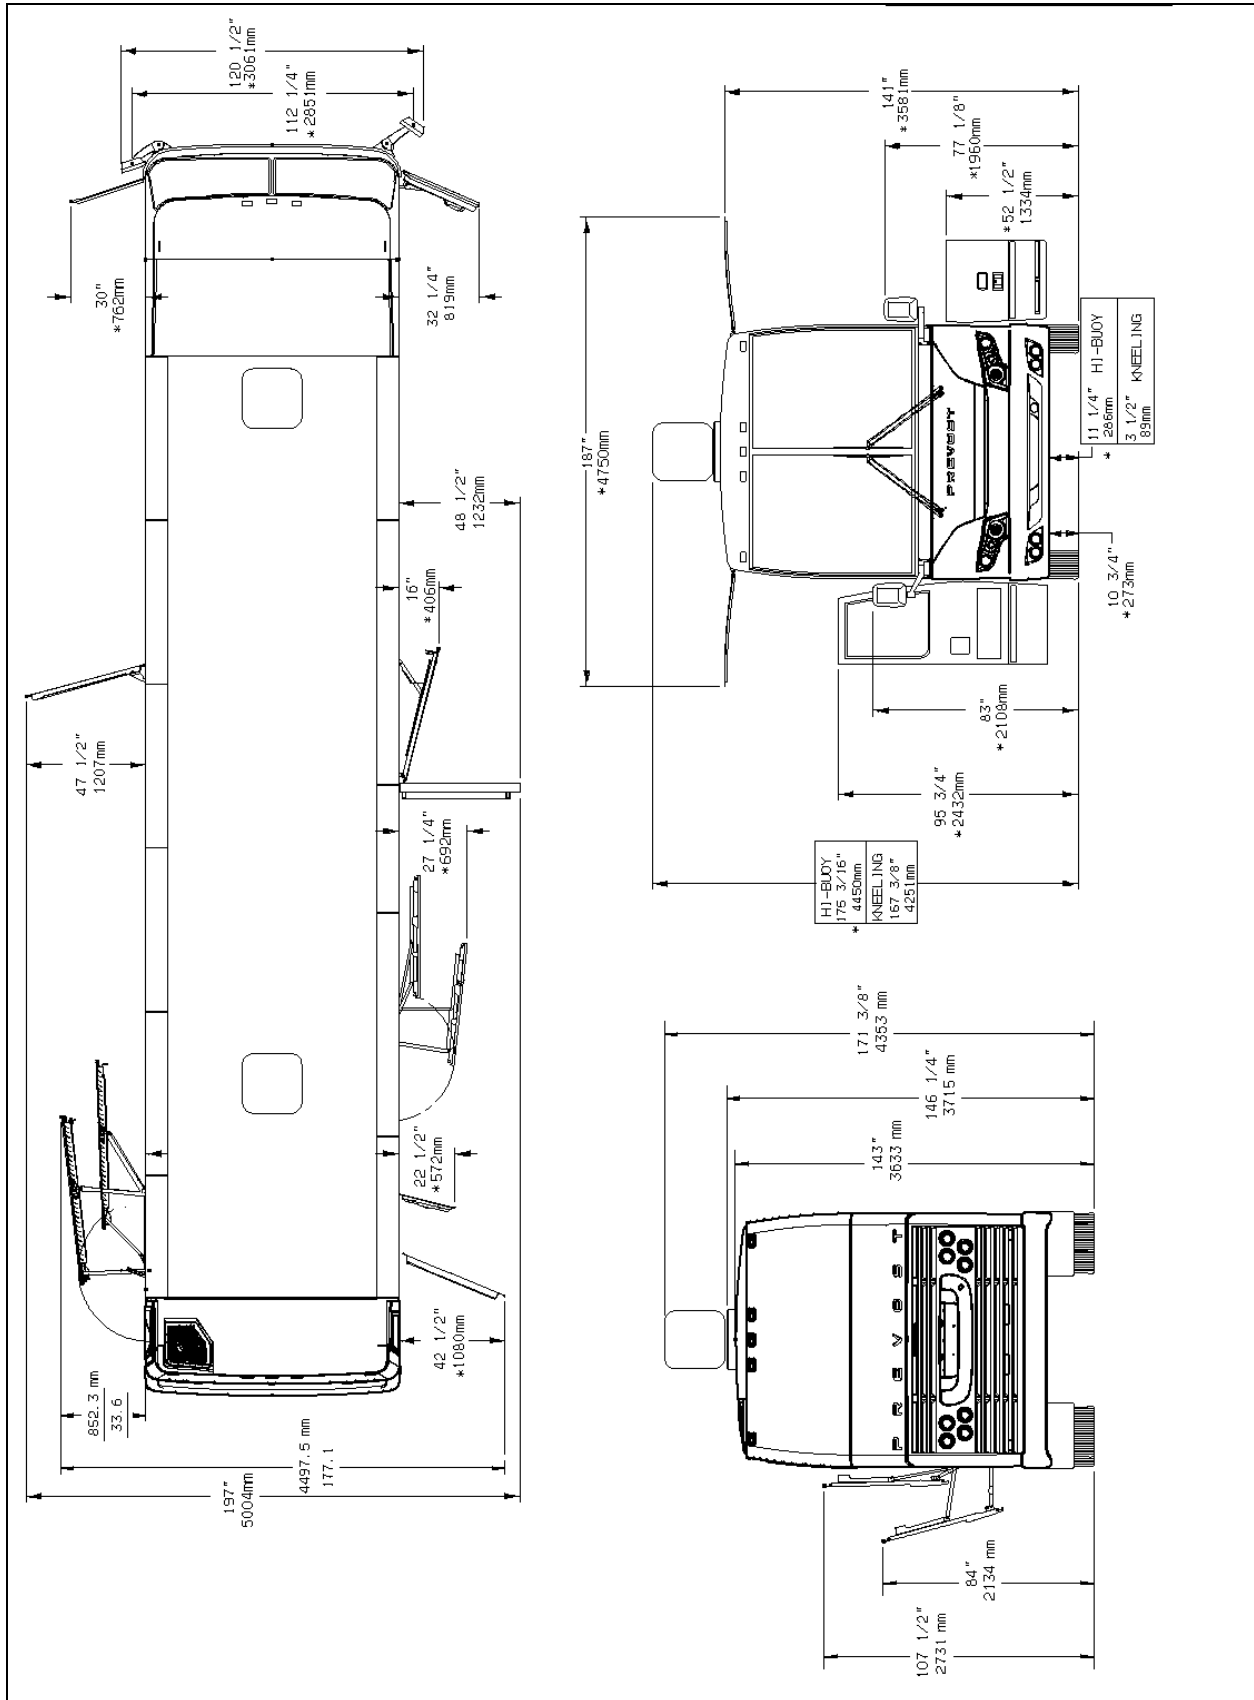 120 1/2"
*3061mm
112 1/4"
*2851mm
30"
*762mm
32 1/4"
819mm
48 1/2"
1232mm
16"
*406mm
47 1/2"
1207mm
27 1/4"
*692mm
22 1/2"
*572mm
42 1/2"
*1080mm
852.3 mm
33.6
4497.5 mm
177.1
197"
5004mm
141"
*3581mm
77 1/8"
*1960mm
*52 1/2"
1334mm
187"
*4750mm
PREVOST
11 1/4" HI-BUOY
286mm
*
3 1/2" KNEELING
89mm
10 3/4"
*273mm
83"
*2108mm
95 3/4"
*2432mm
HI-BUOY
175 3/16"
4450mm
*
KNEELING
167 3/8"
4251mm
171 3/8"
4353 mm
146 1/4"
3715 mm
143"
3633 mm
PREVOST
84"
2134 mm
107 1/2"
2731 mm